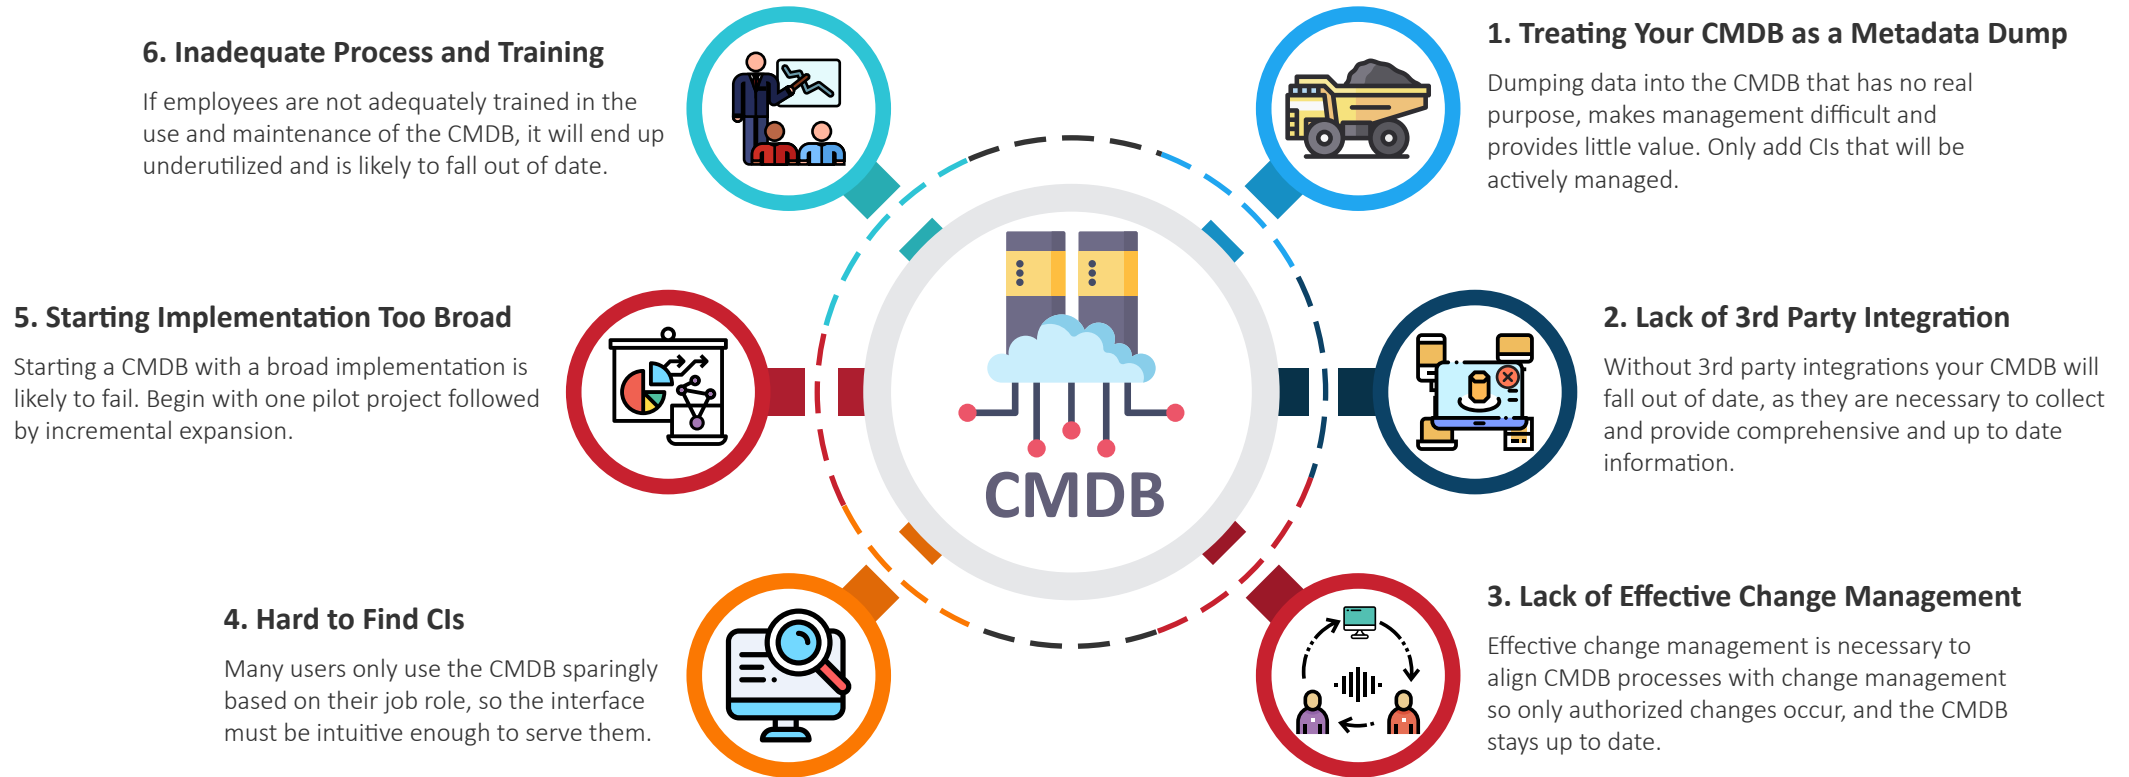 1. Treating Your CMDB as a Metadata Dump
Dumping data into the CMDB that has no real
purpose, makes management difficult and
provides little value. Only add CIs that will be
actively managed.
2. Lack of 3rd Party Integration
Without 3rd party integrations your CMDB will
fall out of date, as they are necessary to collect
and provide comprehensive and up to date
information.
3. Lack of Effective Change Management
Effective change management is necessary to
align CMDB processes with change management
so only authorized changes occur, and the CMDB
stays up to date.
4. Hard to Find CIs
Many users only use the CMDB sparingly
based on their job role, so the interface
must be intuitive enough to serve them.
5. Starting Implementation Too Broad
Starting a CMDB with a broad implementation is
likely to fail. Begin with one pilot project followed
by incremental expansion.
6. Inadequate Process and Training
If employees are not adequately trained in the
use and maintenance of the CMDB, it will end up
underutilized and is likely to fall out of date.
CMDB